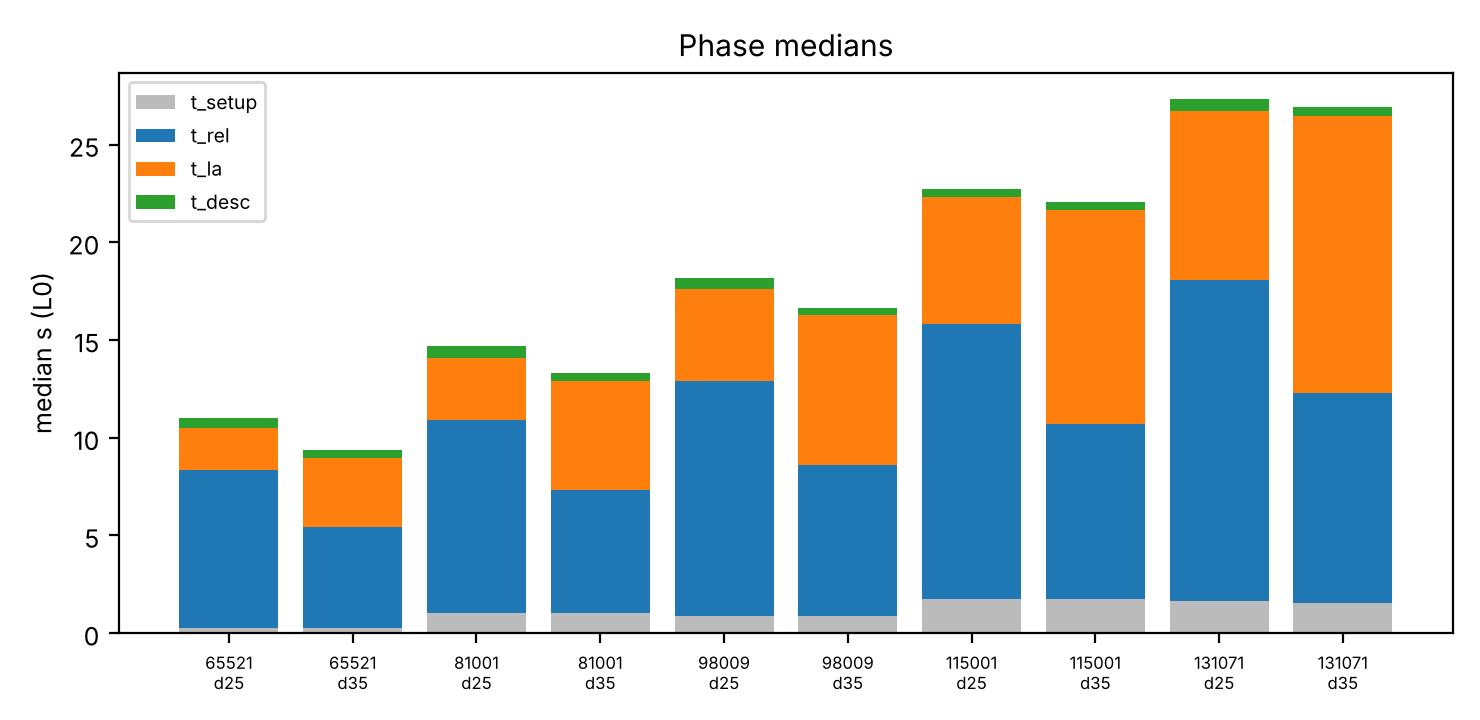 Phase medians
t_setup
t_rel
t_la
t_desc
median s (L0)
25
20
15
10
5
0
65521
d25
65521
d35
81001
d25
81001
d35
98009
d25
98009
d35
115001
d25
115001
d35
131071
d25
131071
d35